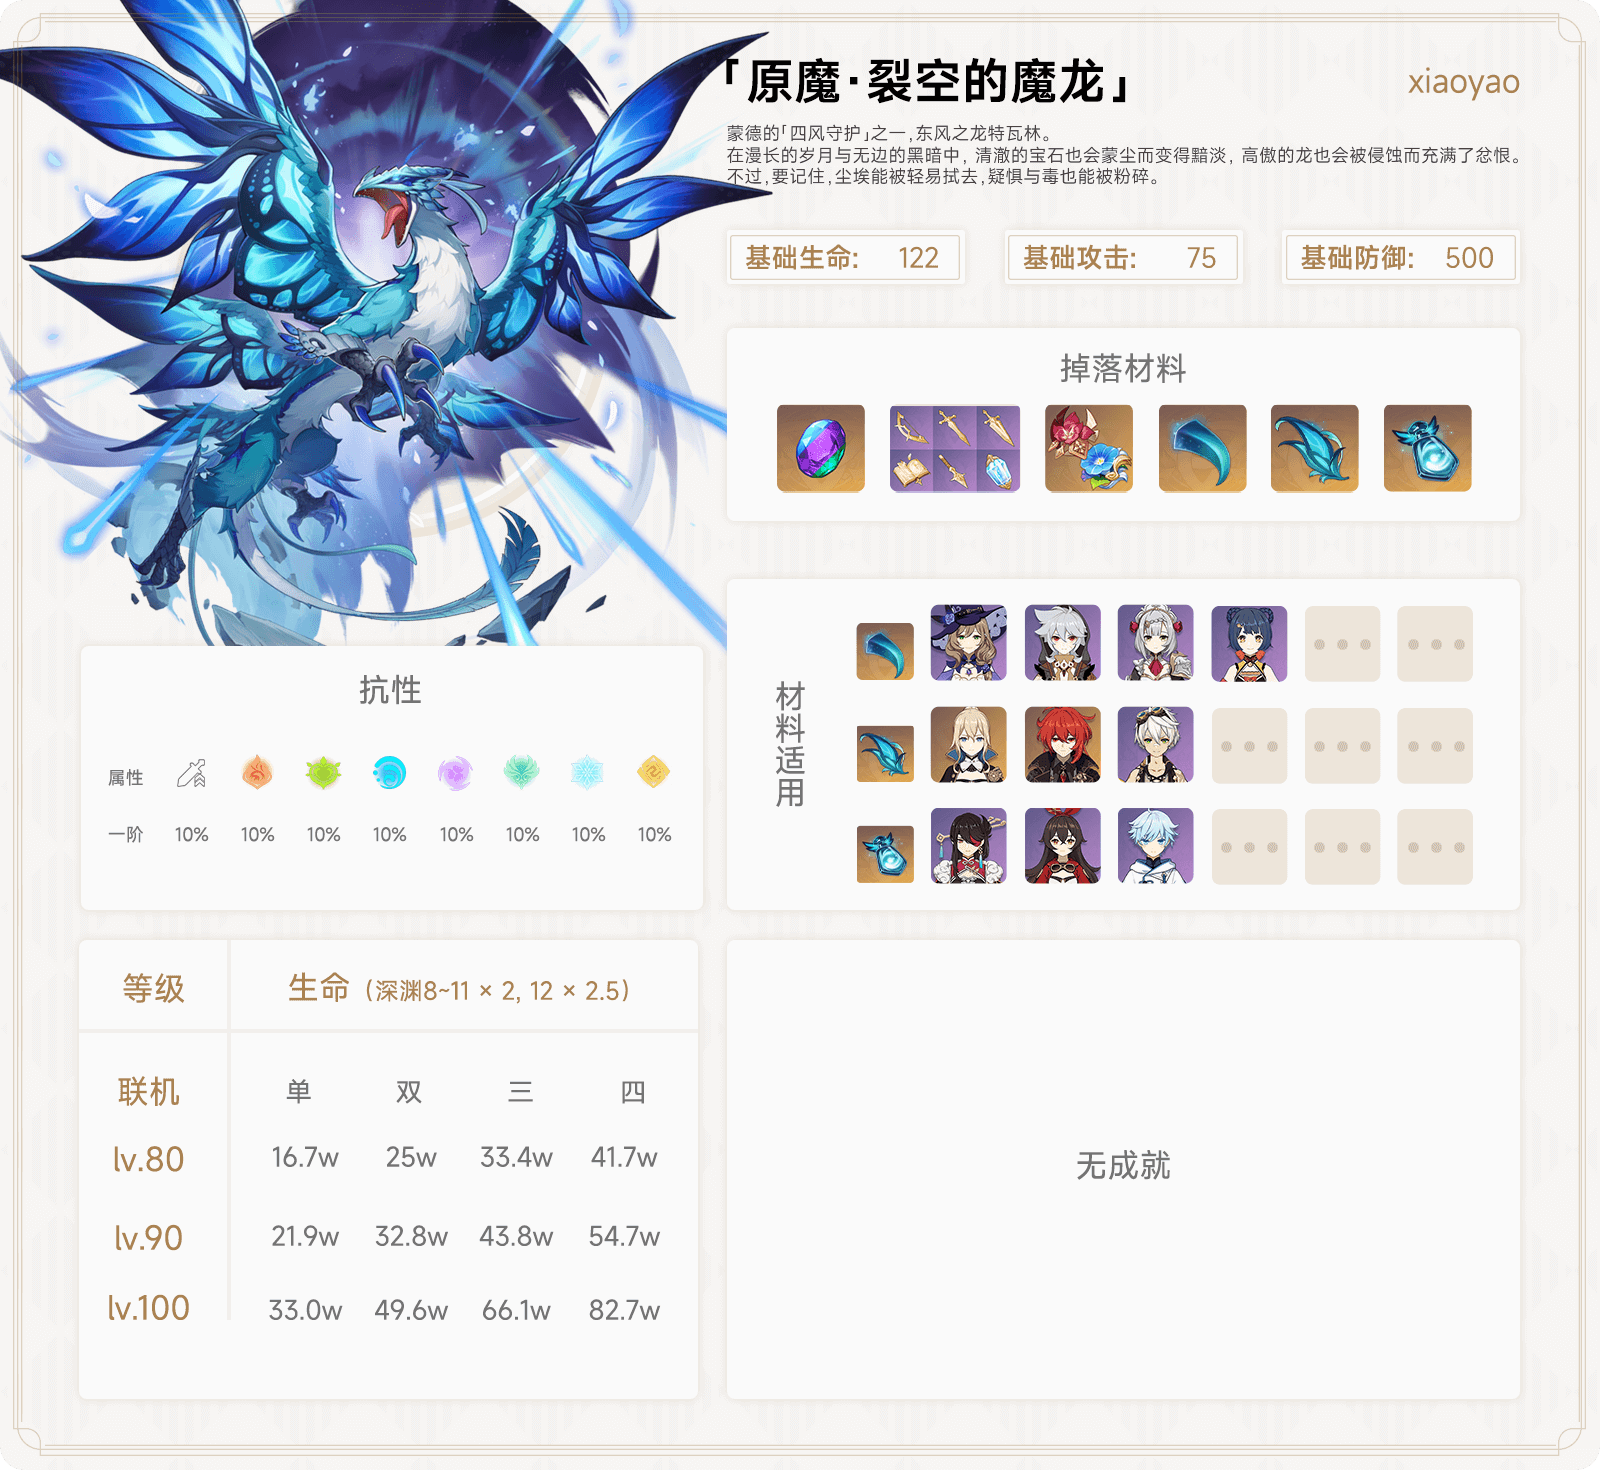 「原魔·裂空的魔龙」
xiaoyao
蒙德的「四风守护」之一,东风之龙特瓦林。
在漫长的岁月与无边的黑暗中, 清澈的宝石也会蒙尘而变得黯淡, 高傲的龙也会被侵蚀而充满了忿恨。
不过,要记住,尘埃能被轻易拭去,疑惧与毒也能被粉碎。
基础生命: 122
基础攻击: 75
基础防御: 500
掉落材料
材料适用
抗性
属性
一阶 10% 10% 10% 10% 10% 10% 10% 10%
等级 生命 (深渊8~11 × 2, 12 × 2.5)
联机 单 双 三 四
lv.80 16.7w 25w 33.4w 41.7w
lv.90 21.9w 32.8w 43.8w 54.7w
lv.100 33.0w 49.6w 66.1w 82.7w
无成就